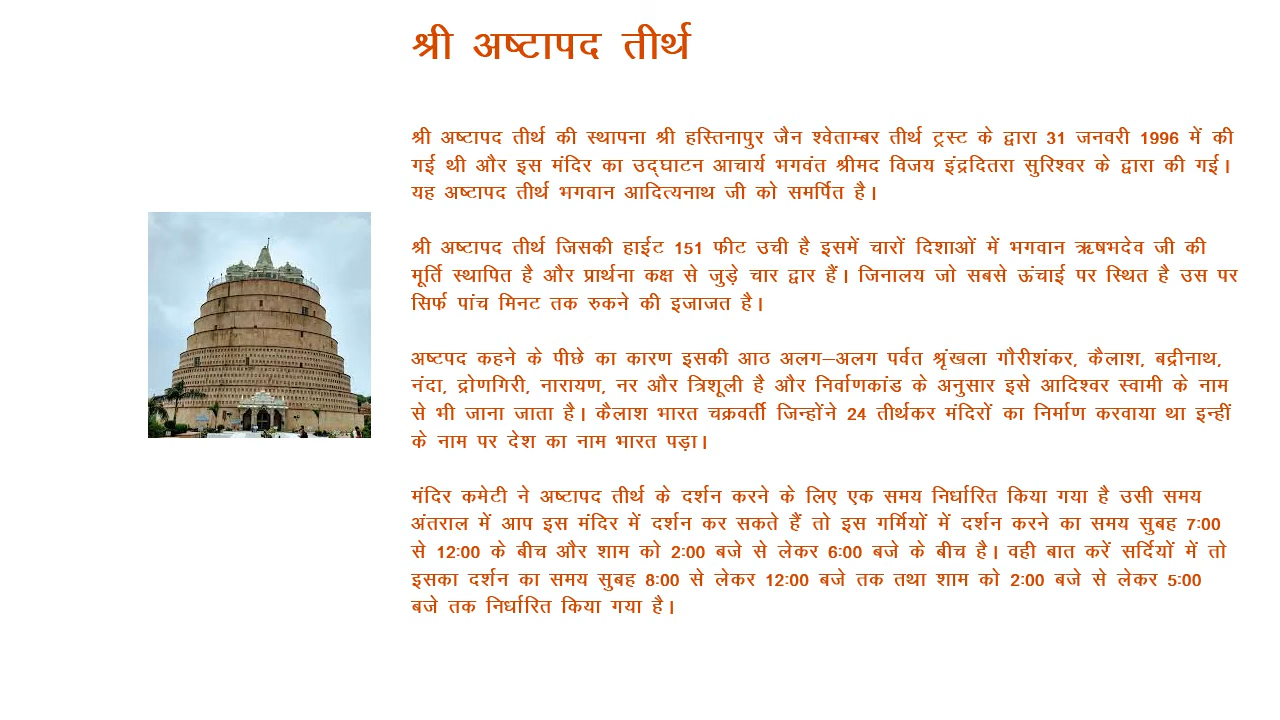 श्री अष्टापद तीर्थ
श्री अष्टापद तीर्थ की स्थापना श्री हस्तिनापुर जैन श्वेताम्बर तीर्थ ट्रस्ट के द्वारा 31 जनवरी 1996 में की
गई थी और इस मंदिर का उद्घाटन आचार्य भगवंत श्रीमद विजय इंद्रदितरा सुरिश्वर के द्वारा की गई।
यह अष्टापद तीर्थ भगवान आदित्यनाथ जी को समर्पित है।
श्री अष्टापद तीर्थ जिसकी हाईट 151 फीट उची है इसमें चारों दिशाओं में भगवान ऋषभदेव जी की
मूर्ति स्थापित है और प्रार्थना कक्ष से जुड़े चार द्वार हैं। जिनालय जो सबसे ऊंचाई पर स्थित है उस पर
सिर्फ पांच मिनट तक रुकने की इजाजत है।
अष्टपद कहने के पीछे का कारण इसकी आठ अलग–अलग पर्वत श्रृंखला गौरीशंकर, कैलाश, बद्रीनाथ,
नंदा, द्रोणगिरी, नारायण, नर और त्रिशूली है और निर्वाणकांड के अनुसार इसे आदिश्वर स्वामी के नाम
से भी जाना जाता है। कैलाश भारत चक्रवर्ती जिन्होंने 24 तीर्थकर मंदिरों का निर्माण करवाया था इन्हीं
के नाम पर देश का नाम भारत पड़ा।
मंदिर कमेटी ने अष्टापद तीर्थ के दर्शन करने के लिए एक समय निर्धारित किया गया है उसी समय
अंतराल में आप इस मंदिर में दर्शन कर सकते हैं तो इस गर्मियों में दर्शन करने का समय सुबह 7:00
से 12:00 के बीच और शाम को 2:00 बजे से लेकर 6:00 बजे के बीच है। वही बात करें सर्दियों में तो
इसका दर्शन का समय सुबह 8:00 से लेकर 12:00 बजे तक तथा शाम को 2:00 बजे से लेकर 5:00
बजे तक निर्धारित किया गया है।